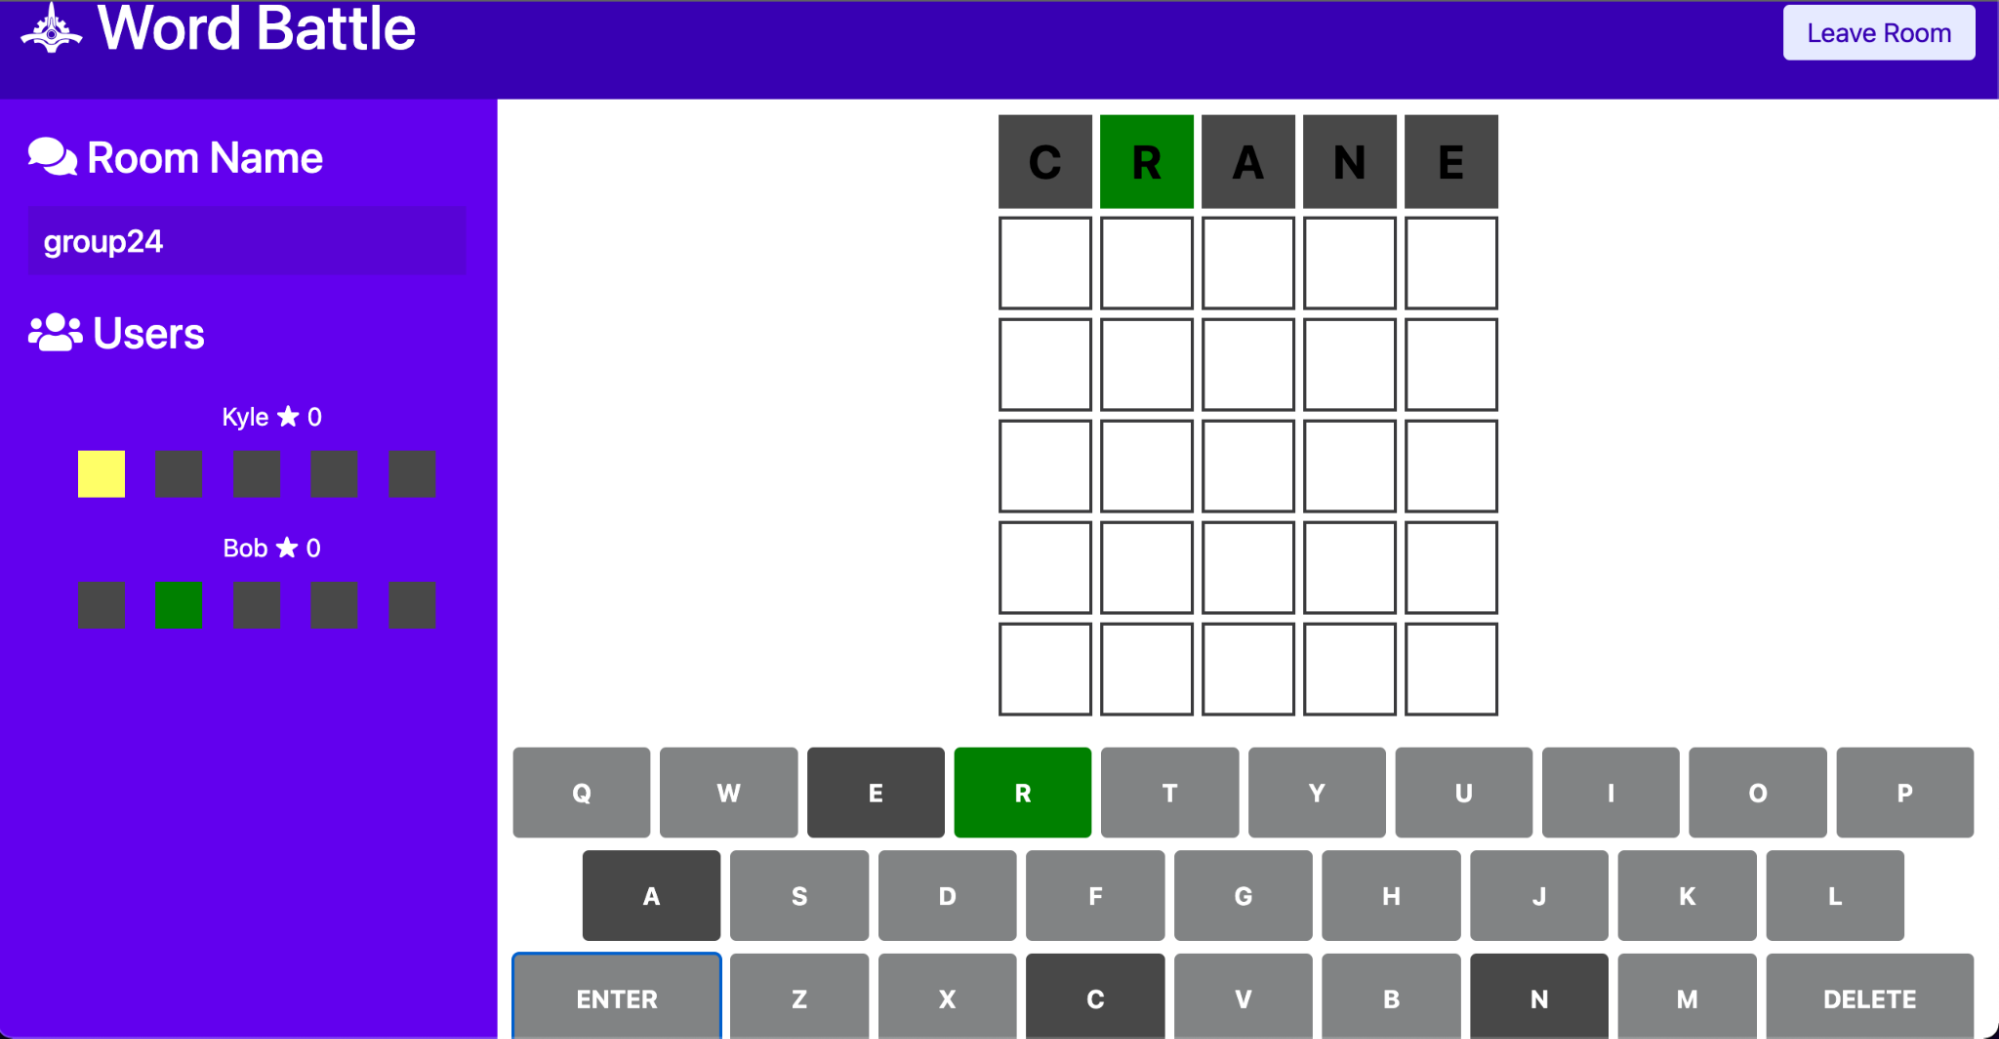 Word Battle
Leave Room
Room Name
group24
Users
Kyle ★ 0
Bob ★ 0
C R A N E
Q W E R T Y U I O P
A S D F G H J K L
ENTER Z X C V B N M DELETE